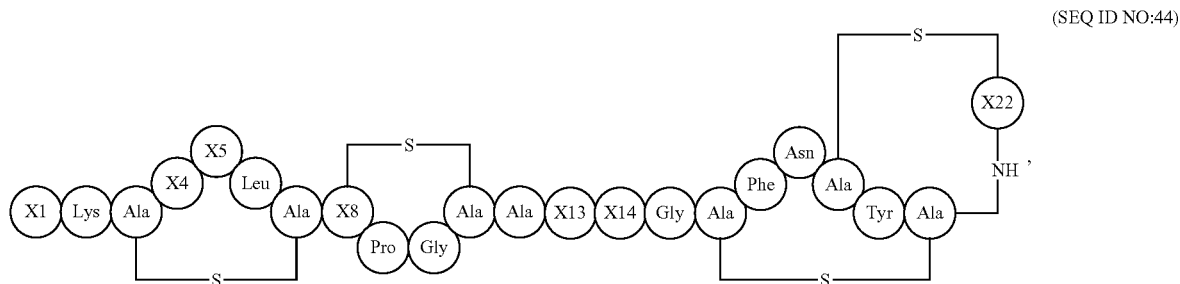 (SEQ ID NO:44)
S
X22
X5 S Asn
X4 Leu Phe Ala NH ,
X1 Lys Ala Ala X8 Ala Ala X13 X14 Gly Ala Tyr Ala
Pro Gly
S S